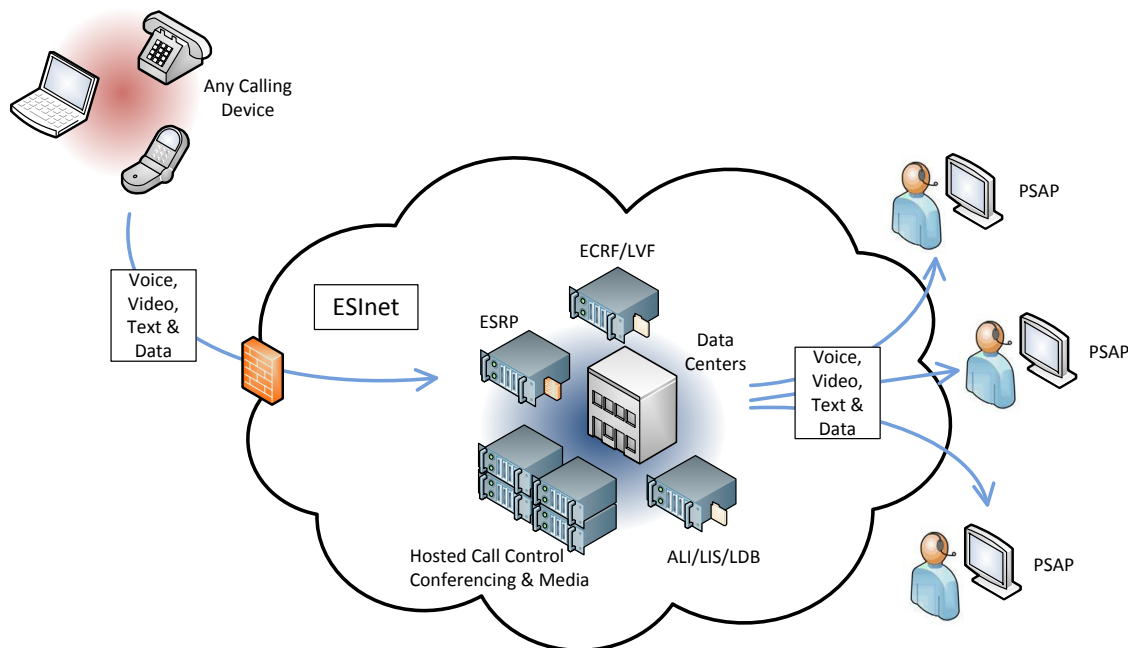 Any Calling
Device
Voice,
Video,
Text &
Data
ESInet
ECRF/LVF
ESRP
Data
Centers
Hosted Call Control
Conferencing & Media
ALI/LIS/LDB
Voice,
Video,
Text &
Data
PSAP
PSAP
PSAP